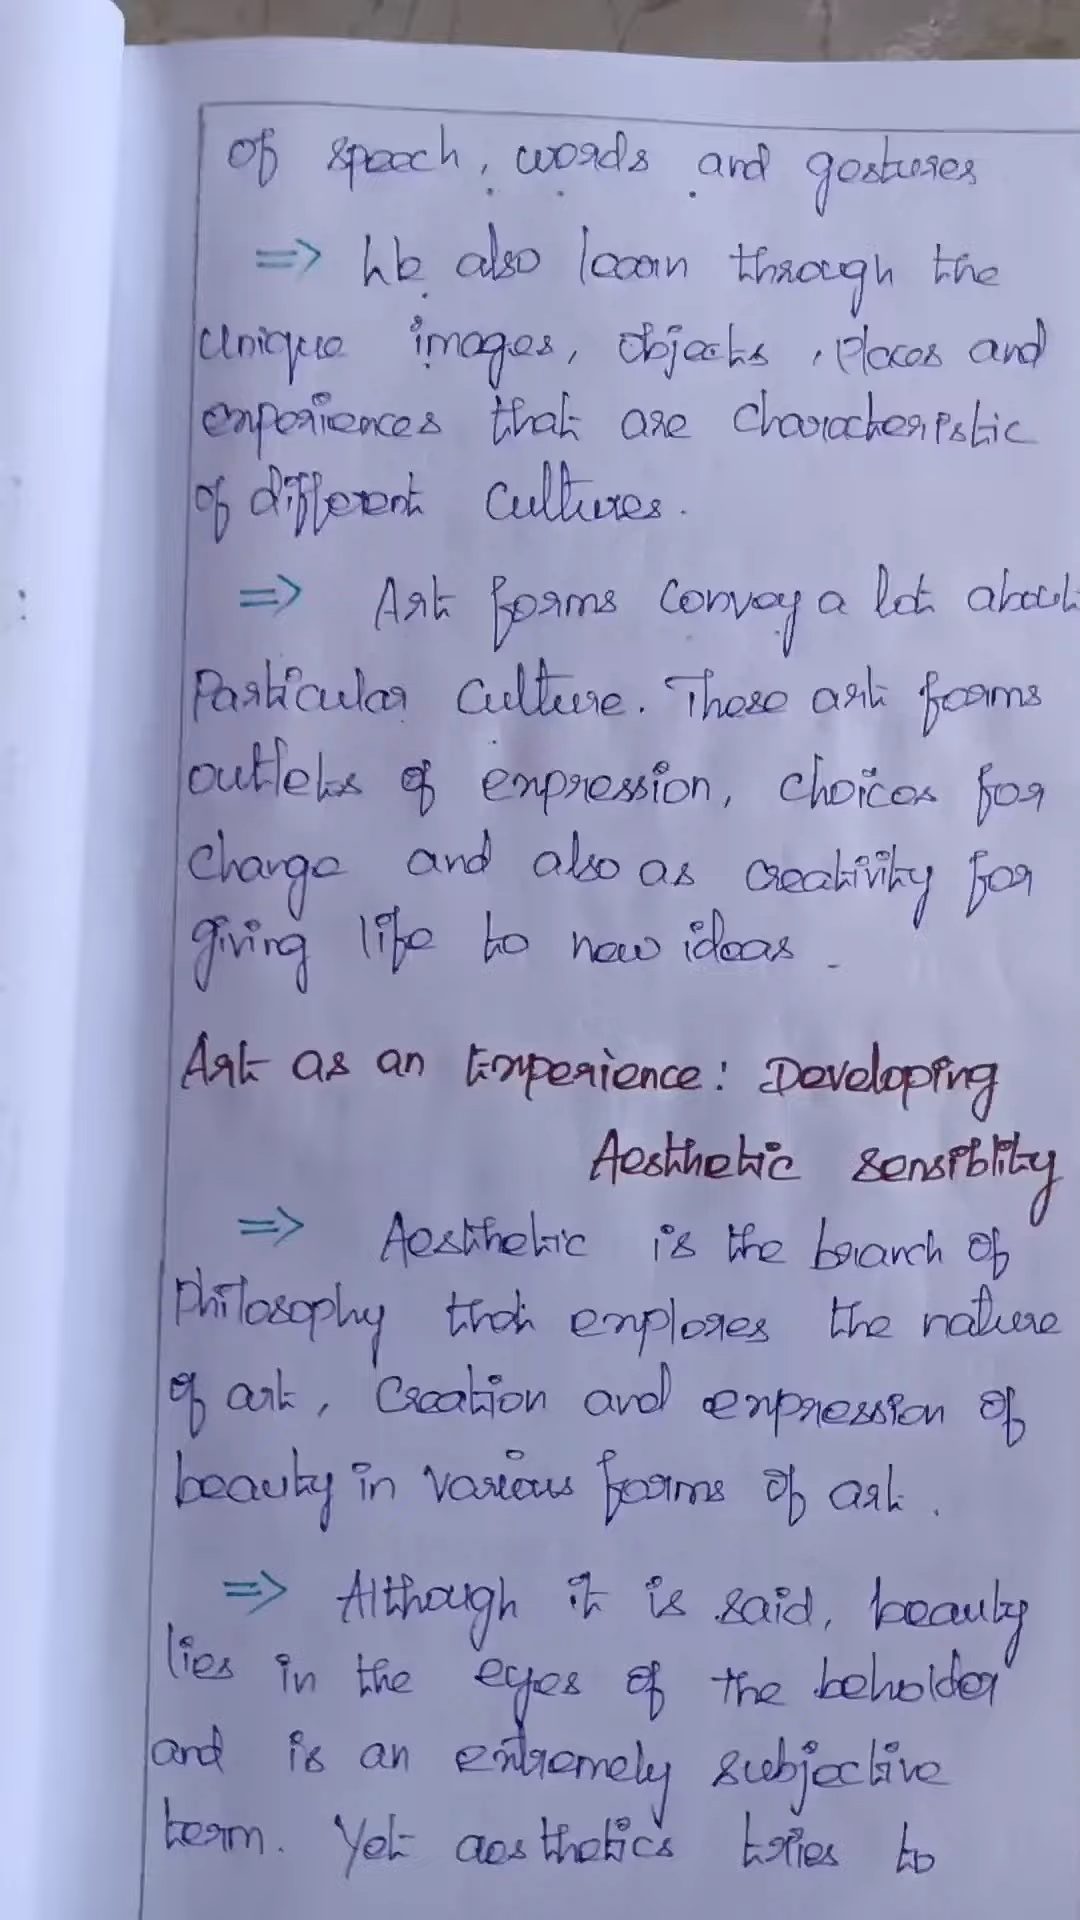 of speech, words and gestures
=> We also learn through the
unique images, objects, places and
experiences that are characteristic
of different cultures.
=> Art forms convey a lot about
Particular culture. These art forms
outlets of expression, choices for
change and also as creativity for
giving life to new ideas.
Art as an Experience: Developing
Aesthetic sensiblity
=> Aesthetic is the branch of
Philosophy that explores the nature
of art, creation and expression of
beauty in various forms of art.
=> Although it is said, beauty
lies in the eyes of the beholder
and is an extremely subjective
term. Yet aesthetics tries to